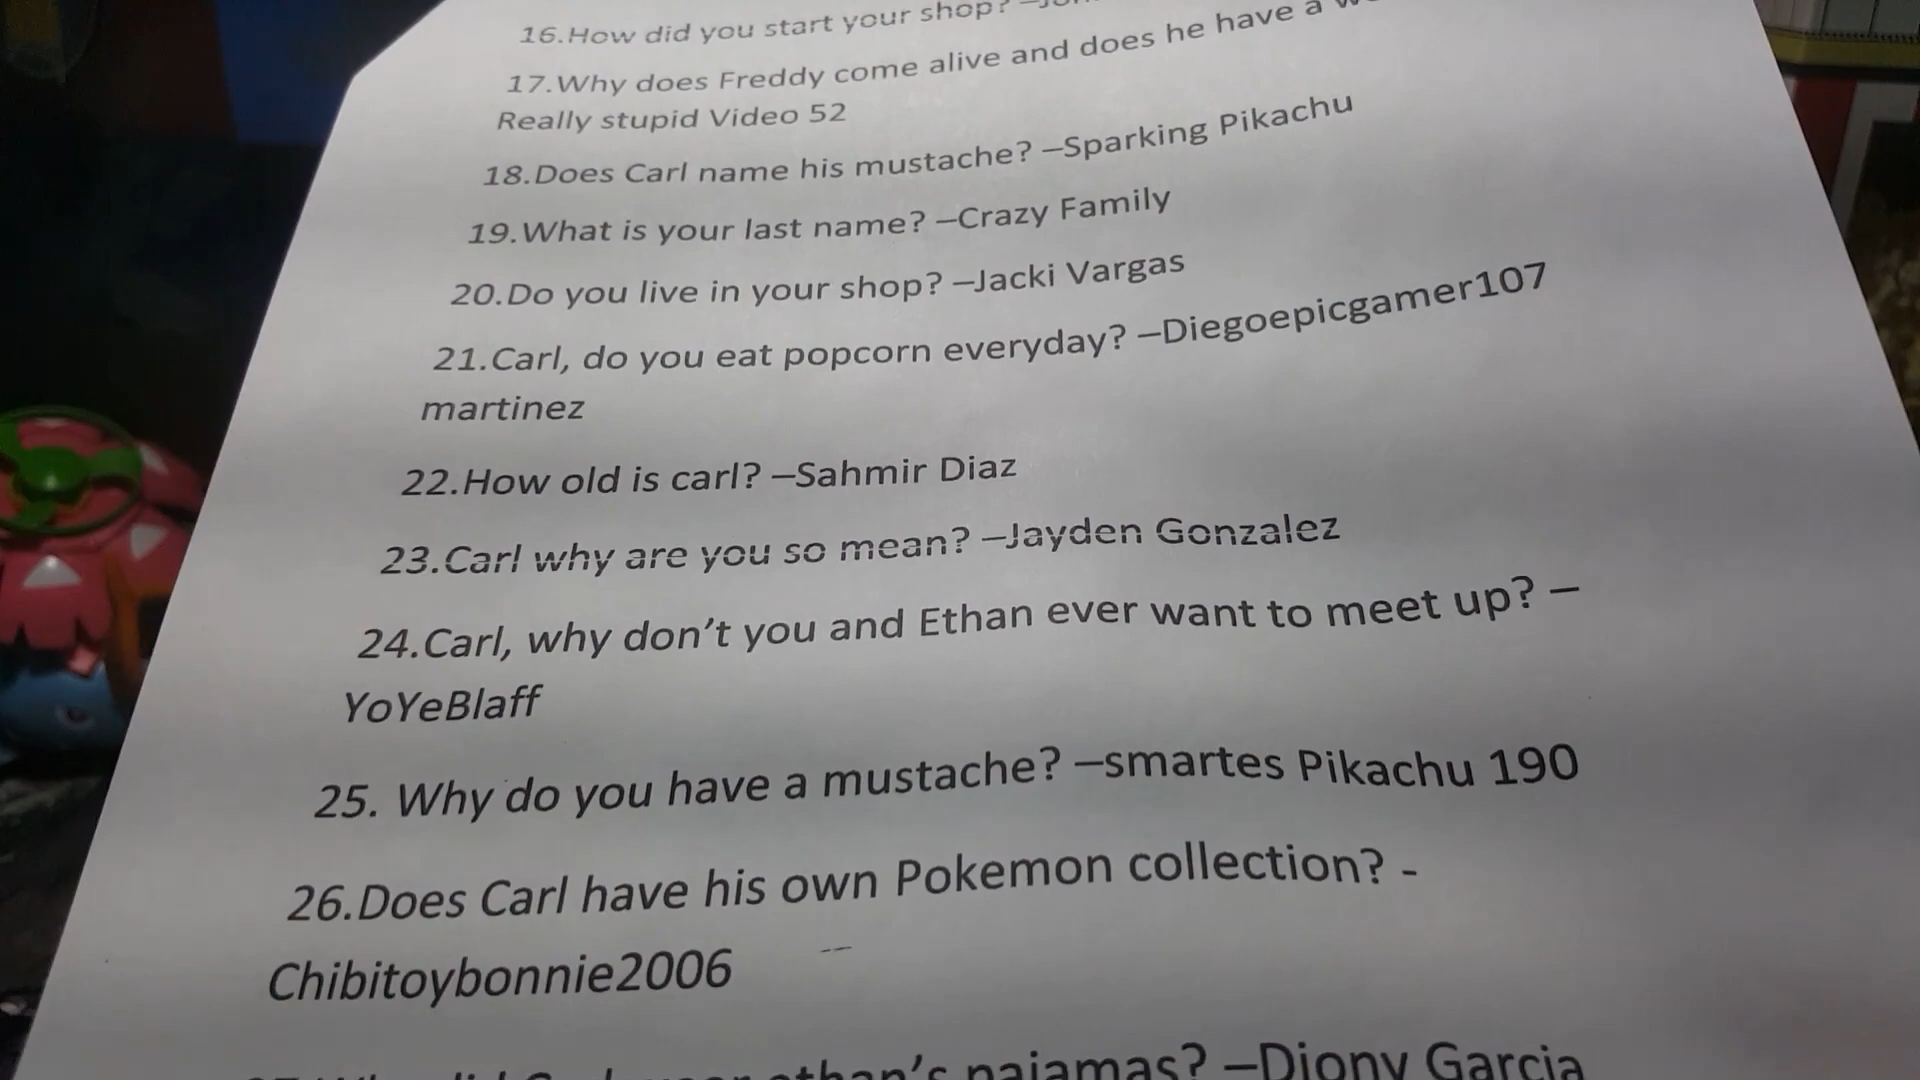 16.How did you start your shop?
17.Why does Freddy come alive and does he have a
Really stupid Video 52
18.Does Carl name his mustache? –Sparking Pikachu
19.What is your last name? –Crazy Family
20.Do you live in your shop? –Jacki Vargas
21.Carl, do you eat popcorn everyday? –Diegoepicgamer107
martinez
22.How old is carl? –Sahmir Diaz
23.Carl why are you so mean? –Jayden Gonzalez
24.Carl, why don't you and Ethan ever want to meet up? –
YoYeBlaff
25. Why do you have a mustache? –smartes Pikachu 190
26.Does Carl have his own Pokemon collection? -
Chibitoybonnie2006
ethan's pajamas? –Diony Garcia